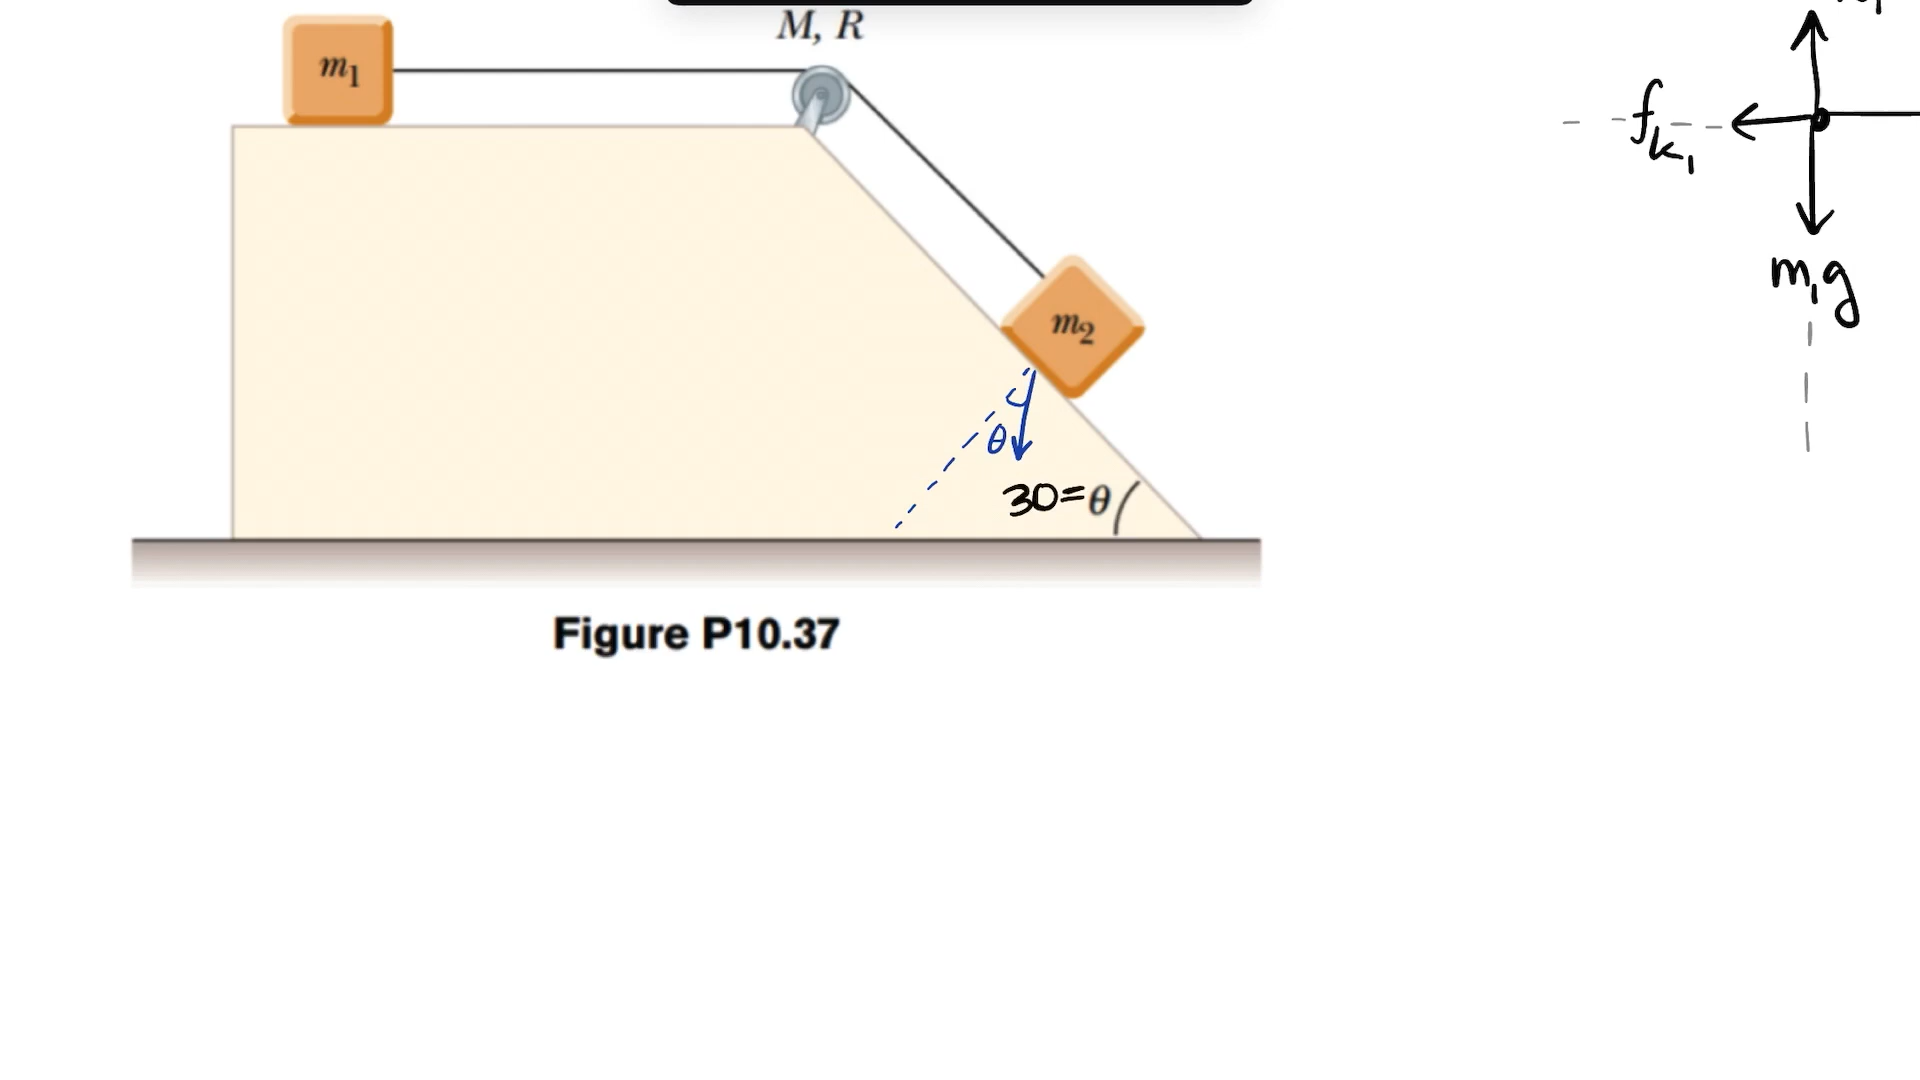 M, R
m₁
m₂
fₖ₁
m₁g
θ
30=θ
Figure P10.37